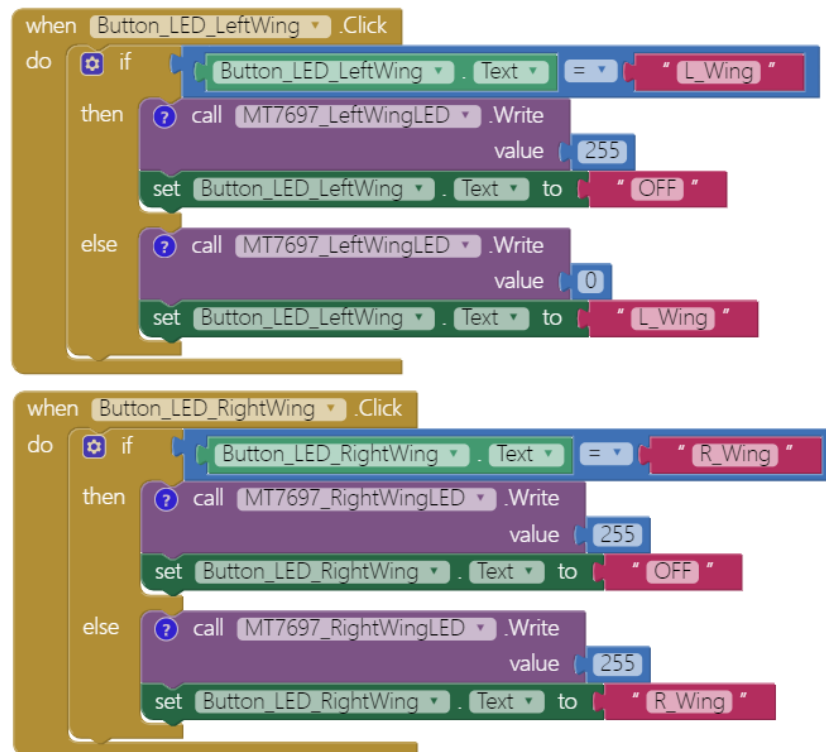 when Button_LED_LeftWing .Click
do if Button_LED_LeftWing . Text = " L_Wing "
then ? call MT7697_LeftWingLED .Write
value 255
set Button_LED_LeftWing . Text to " OFF "
else ? call MT7697_LeftWingLED .Write
value 0
set Button_LED_LeftWing . Text to " L_Wing "
when Button_LED_RightWing .Click
do if Button_LED_RightWing . Text = " R_Wing "
then ? call MT7697_RightWingLED .Write
value 255
set Button_LED_RightWing . Text to " OFF "
else ? call MT7697_RightWingLED .Write
value 255
set Button_LED_RightWing . Text to " R_Wing "